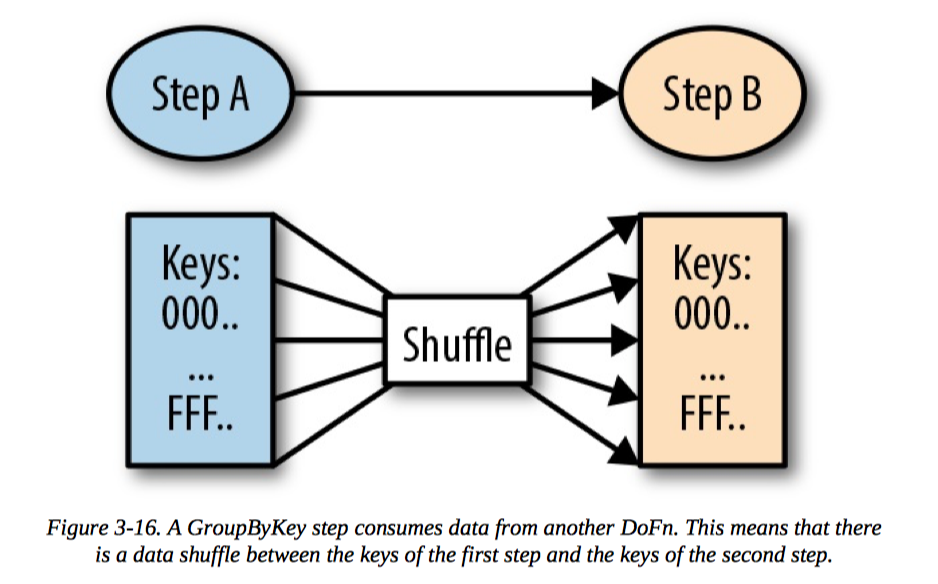 Step A
Step B
Keys:
000..
...
FFF..
Shuffle
Keys:
000..
...
FFF..
Figure 3-16. A GroupByKey step consumes data from another DoFn. This means that there
is a data shuffle between the keys of the first step and the keys of the second step.